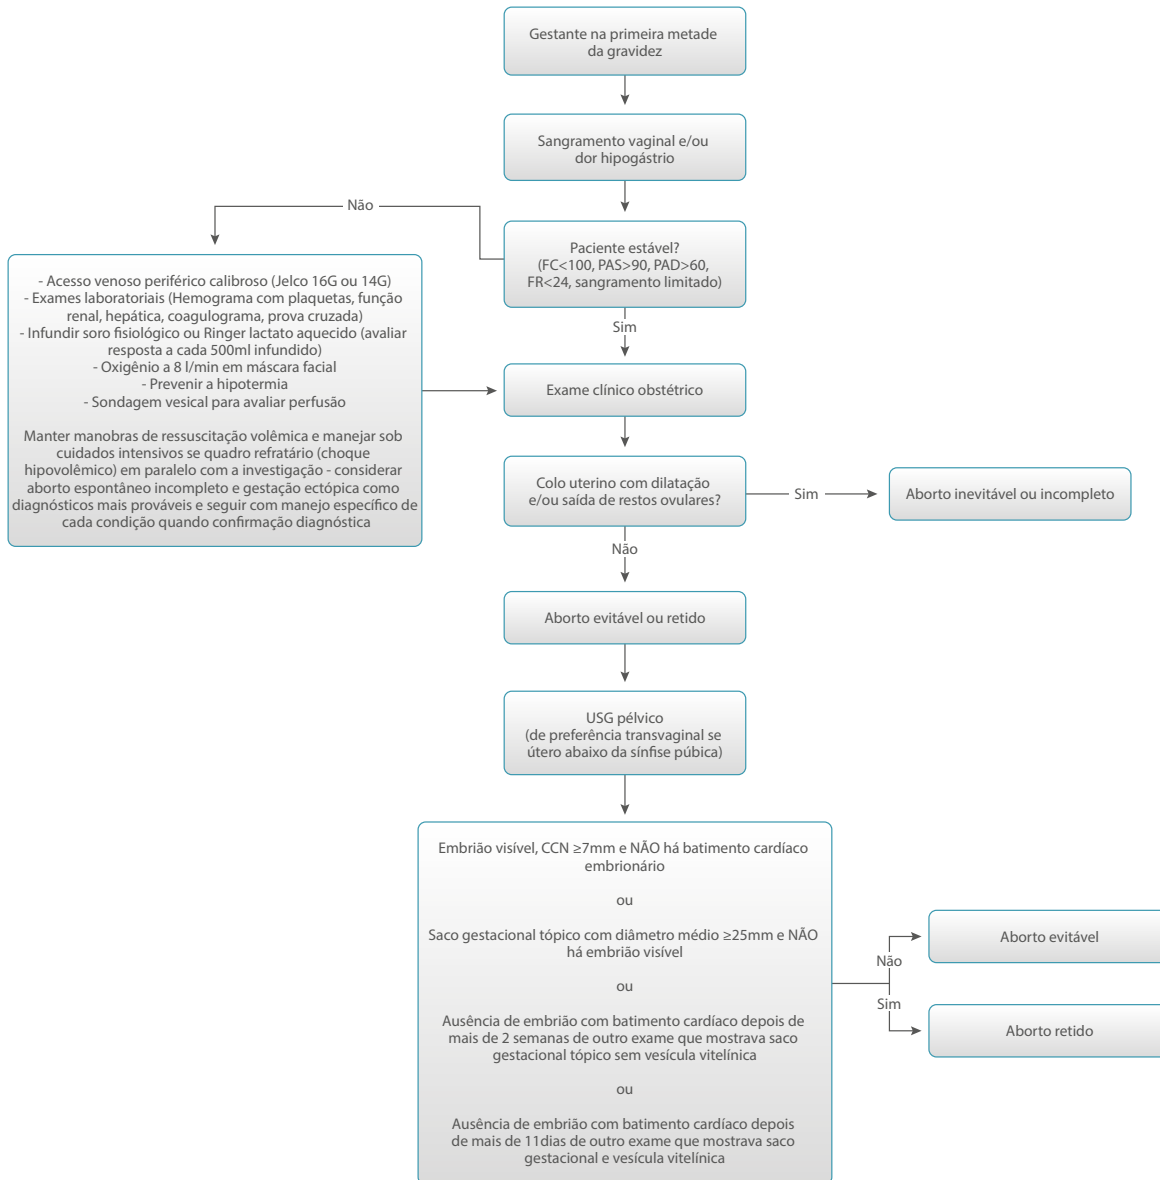 Gestante na primeira metade
da gravidez
Sangramento vaginal e/ou
dor hipogástrio
Não
Paciente estável?
(FC<100, PAS>90, PAD>60,
FR<24, sangramento limitado)
- Acesso venoso periférico calibroso (Jelco 16G ou 14G)
- Exames laboratoriais (Hemograma com plaquetas, função
renal, hepática, coagulograma, prova cruzada)
- Infundir soro fisiológico ou Ringer lactato aquecido (avaliar
resposta a cada 500ml infundido)
- Oxigênio a 8 l/min em máscara facial
- Prevenir a hipotermia
- Sondagem vesical para avaliar perfusão
Manter manobras de ressuscitação volêmica e manejar sob
cuidados intensivos se quadro refratário (choque
hipovolêmico) em paralelo com a investigação - considerar
aborto espontâneo incompleto e gestação ectópica como
diagnósticos mais prováveis e seguir com manejo específico de
cada condição quando confirmação diagnóstica
Sim
Exame clínico obstétrico
Colo uterino com dilatação
e/ou saída de restos ovulares?
Sim
Aborto inevitável ou incompleto
Não
Aborto evitável ou retido
USG pélvico
(de preferência transvaginal se
útero abaixo da sínfise púbica)
Embrião visível, CCN ≥7mm e NÃO há batimento cardíaco
embrionário
ou
Saco gestacional tópico com diâmetro médio ≥25mm e NÃO
há embrião visível
ou
Ausência de embrião com batimento cardíaco depois de
mais de 2 semanas de outro exame que mostrava saco
gestacional tópico sem vesícula vitelínica
ou
Ausência de embrião com batimento cardíaco depois
de mais de 11dias de outro exame que mostrava saco
gestacional e vesícula vitelínica
Não
Aborto evitável
Sim
Aborto retido